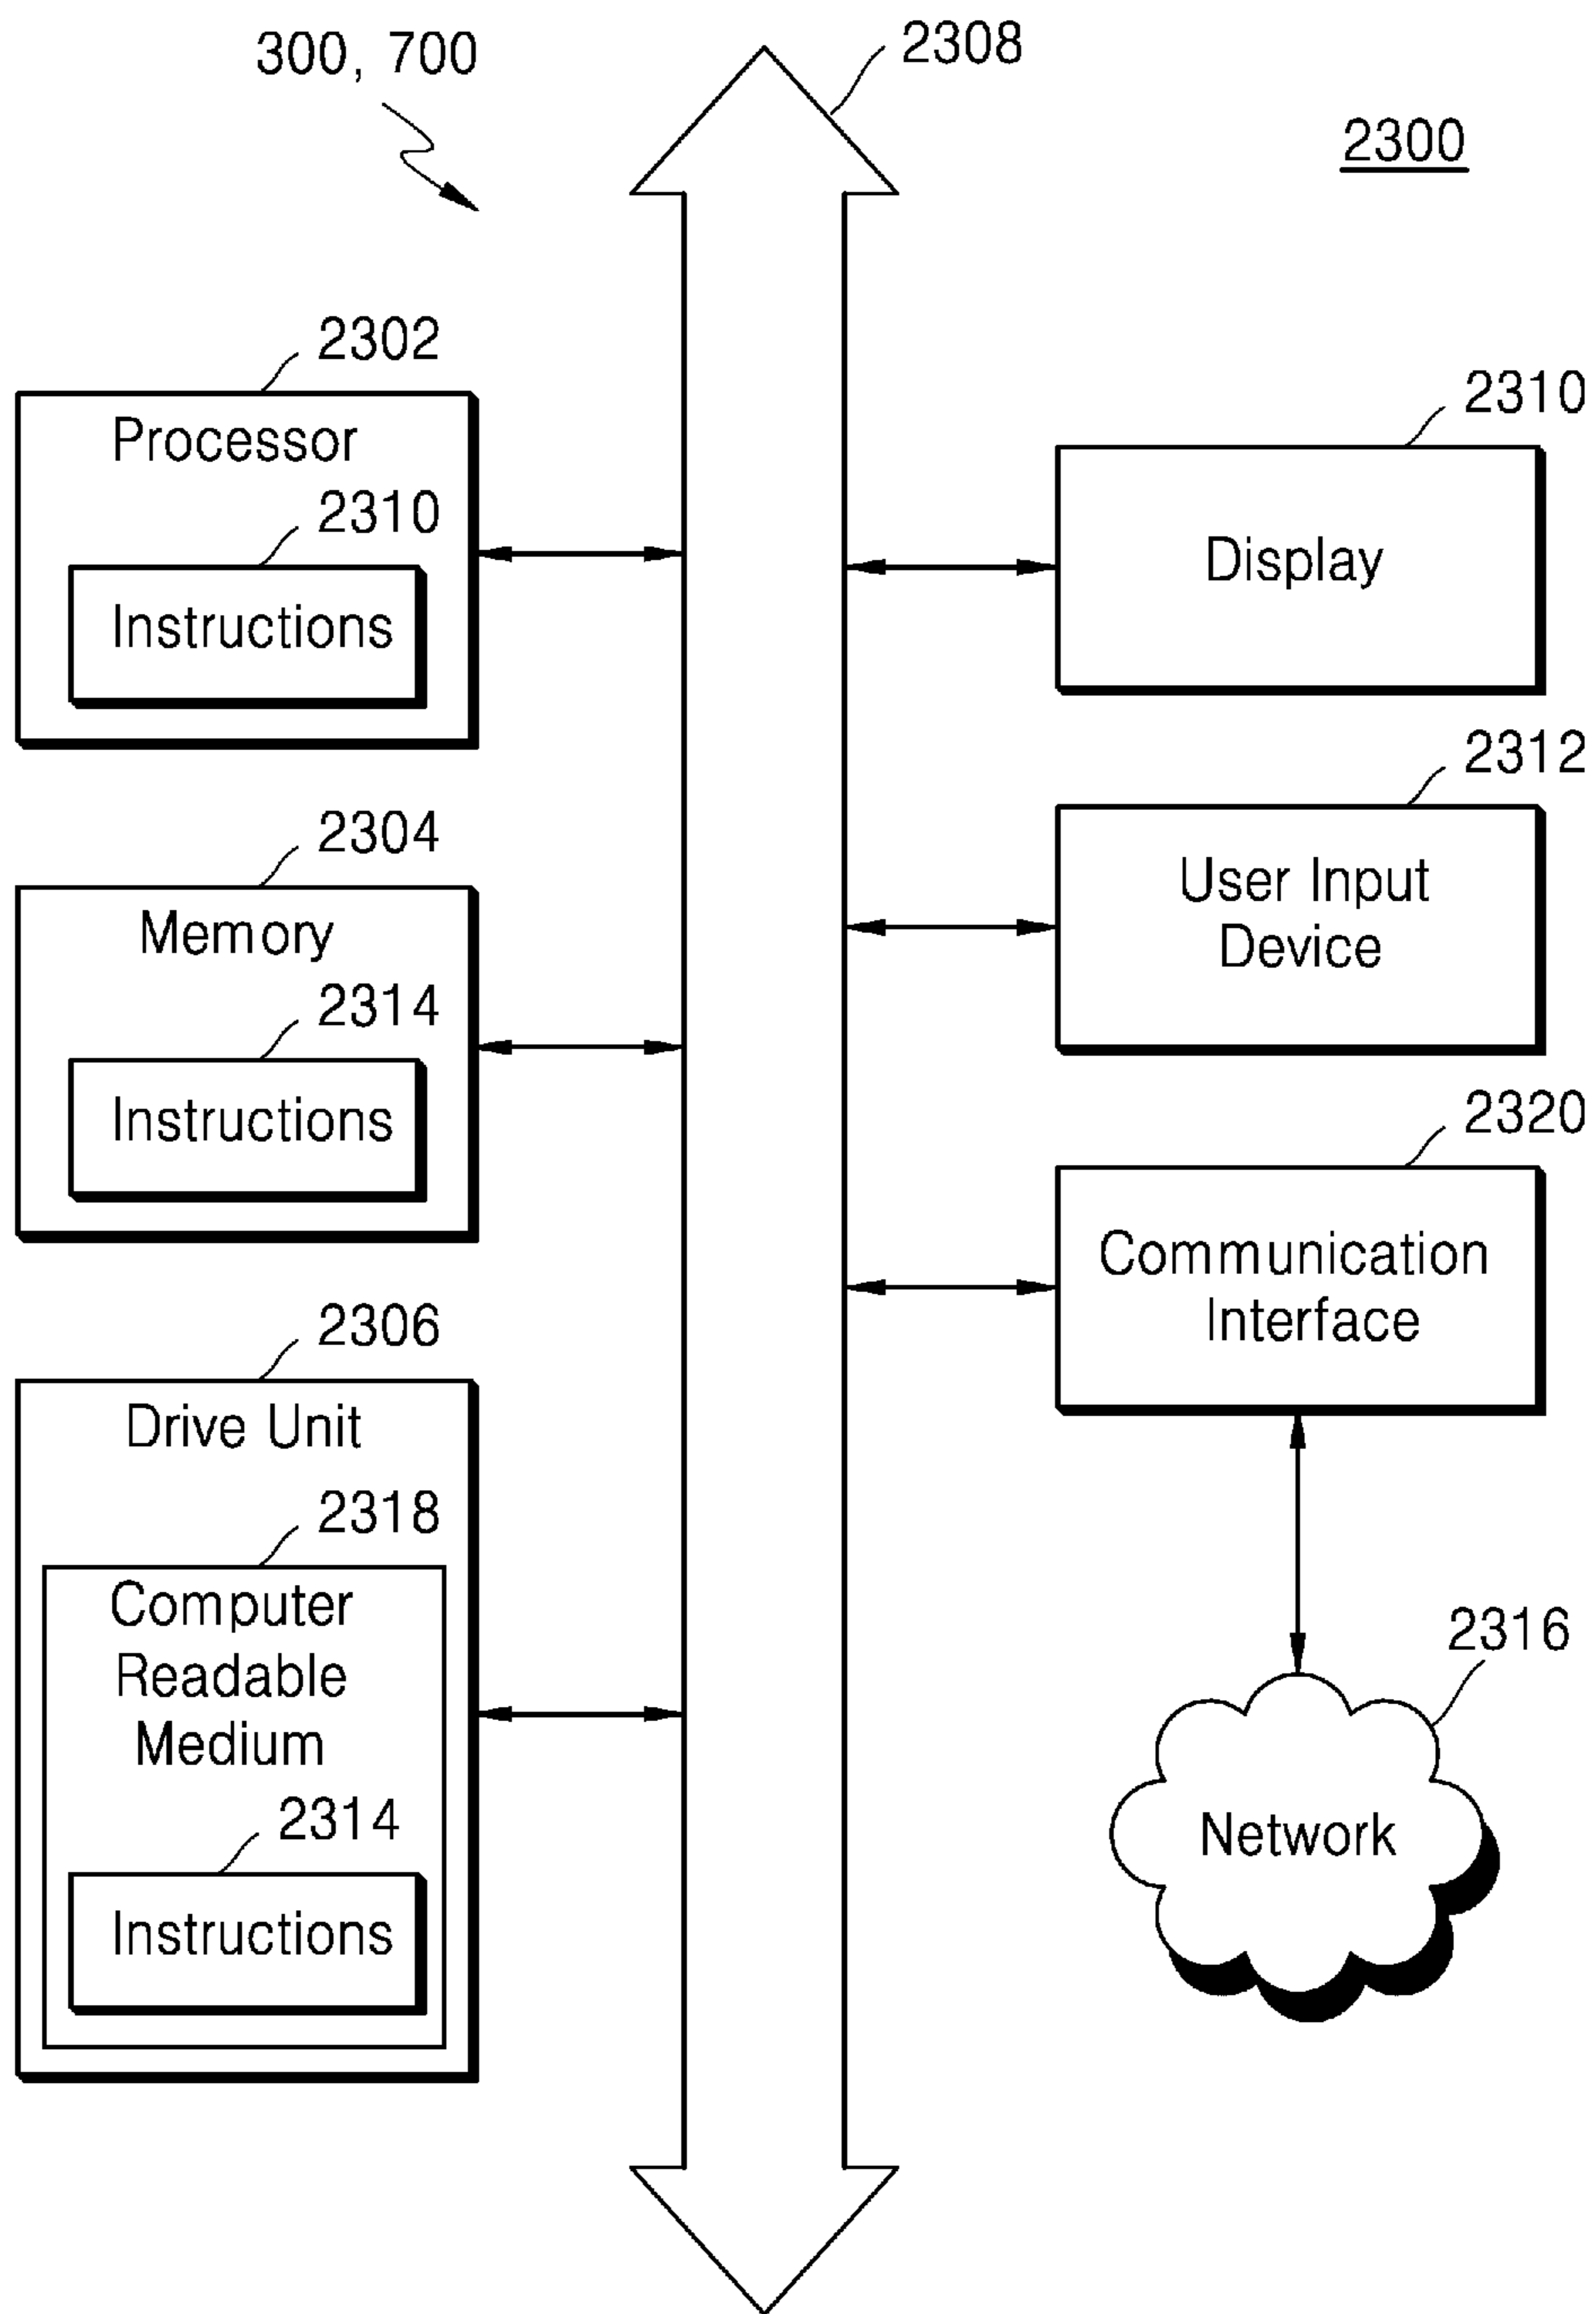 300, 700
2308
2300
2302
Processor
2310
Instructions
2304
Memory
2314
Instructions
2306
Drive Unit
2318
Computer
Readable
Medium
2314
Instructions
2310
Display
2312
User Input
Device
2320
Communication
Interface
2316
Network